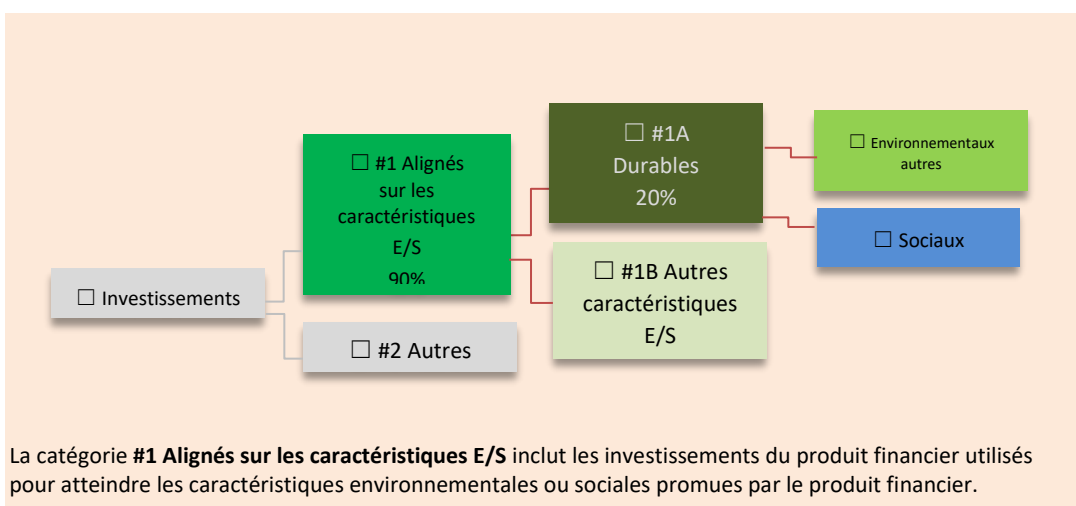 ☐ #1A
Durables
20%
☐ Environnementaux
autres
☐ #1 Alignés
sur les
caractéristiques
E/S
90%
☐ Sociaux
☐ Investissements
☐ #1B Autres
caractéristiques
E/S
☐ #2 Autres
La catégorie #1 Alignés sur les caractéristiques E/S inclut les investissements du produit financier utilisés
pour atteindre les caractéristiques environnementales ou sociales promues par le produit financier.